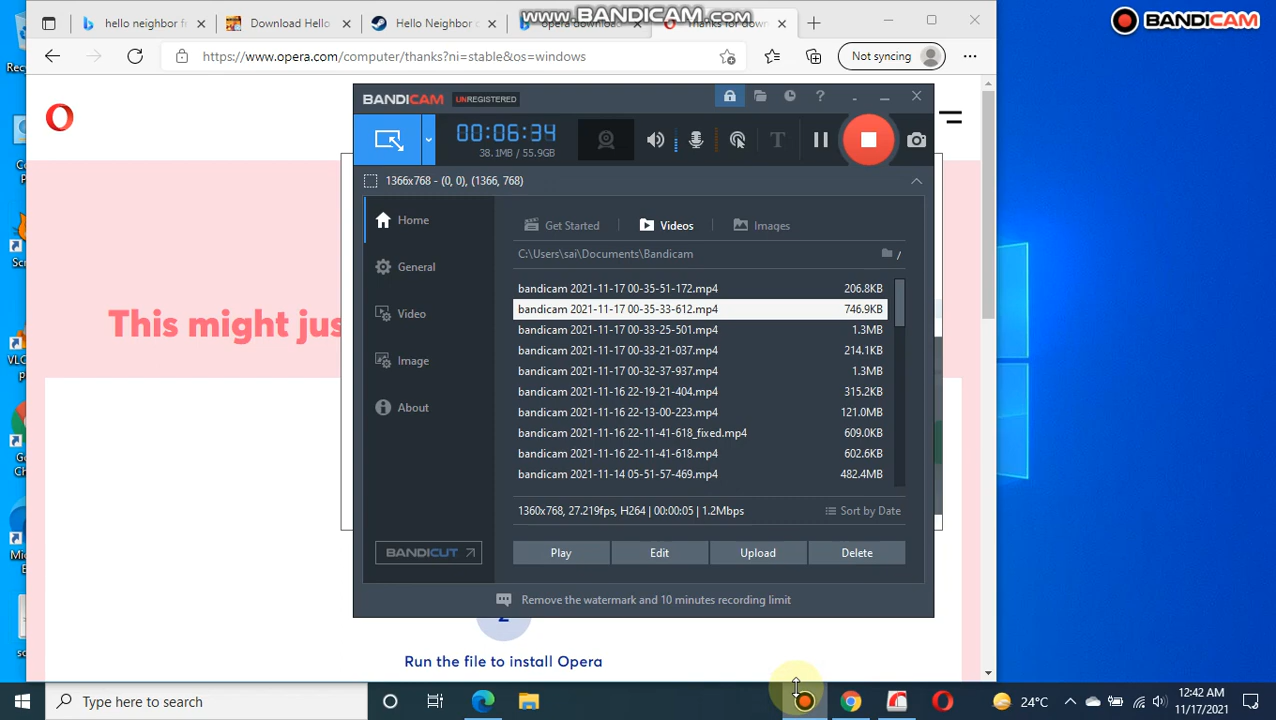 hello neighbor f
Download Hello
Hello Neighbor o
opera download
Thanks for down
www.BANDICAM.com
BANDICAM
https://www.opera.com/computer/thanks?ni=stable&os=windows
Not syncing
BANDICAM UNREGISTERED
00:06:34
38.1MB / 55.9GB
1366x768 - (0, 0), (1366, 768)
Home
General
Video
Image
About
BANDICUT
Get Started
Videos
Images
C:\Users\sai\Documents\Bandicam
bandicam 2021-11-17 00-35-51-172.mp4 206.8KB
bandicam 2021-11-17 00-35-33-612.mp4 746.9KB
bandicam 2021-11-17 00-33-25-501.mp4 1.3MB
bandicam 2021-11-17 00-33-21-037.mp4 214.1KB
bandicam 2021-11-17 00-32-37-937.mp4 1.3MB
bandicam 2021-11-16 22-19-21-404.mp4 315.2KB
bandicam 2021-11-16 22-13-00-223.mp4 121.0MB
bandicam 2021-11-16 22-11-41-618_fixed.mp4 609.0KB
bandicam 2021-11-16 22-11-41-618.mp4 602.6KB
bandicam 2021-11-14 05-51-57-469.mp4 482.4MB
1360x768, 27.219fps, H264 | 00:00:05 | 1.2Mbps
Sort by Date
Play
Edit
Upload
Delete
Remove the watermark and 10 minutes recording limit
This might jus
2
Run the file to install Opera
Type here to search
24°C
12:42 AM
11/17/2021